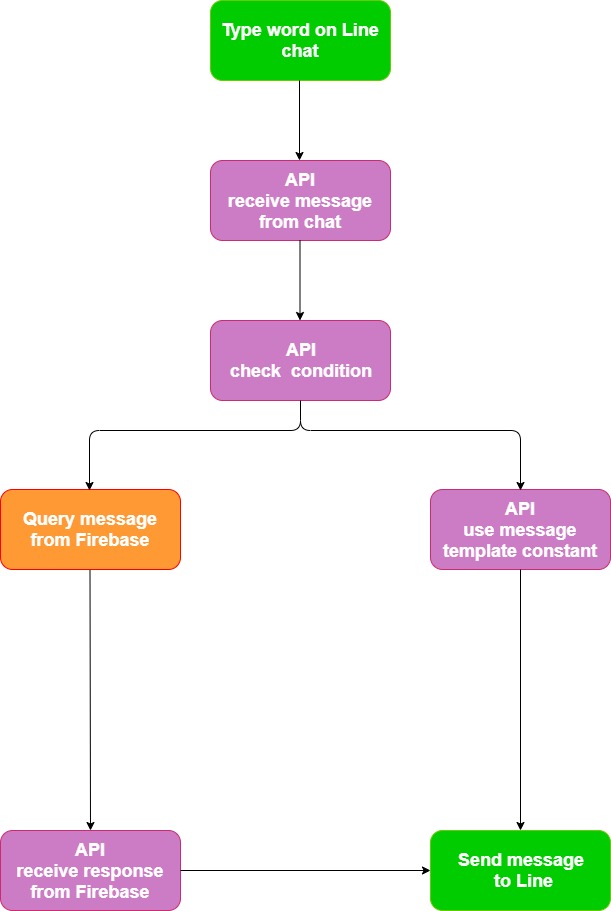 Type word on Line
chat
API
receive message
from chat
API
check condition
Query message
from Firebase
API
use message
template constant
API
receive response
from Firebase
Send message
to Line